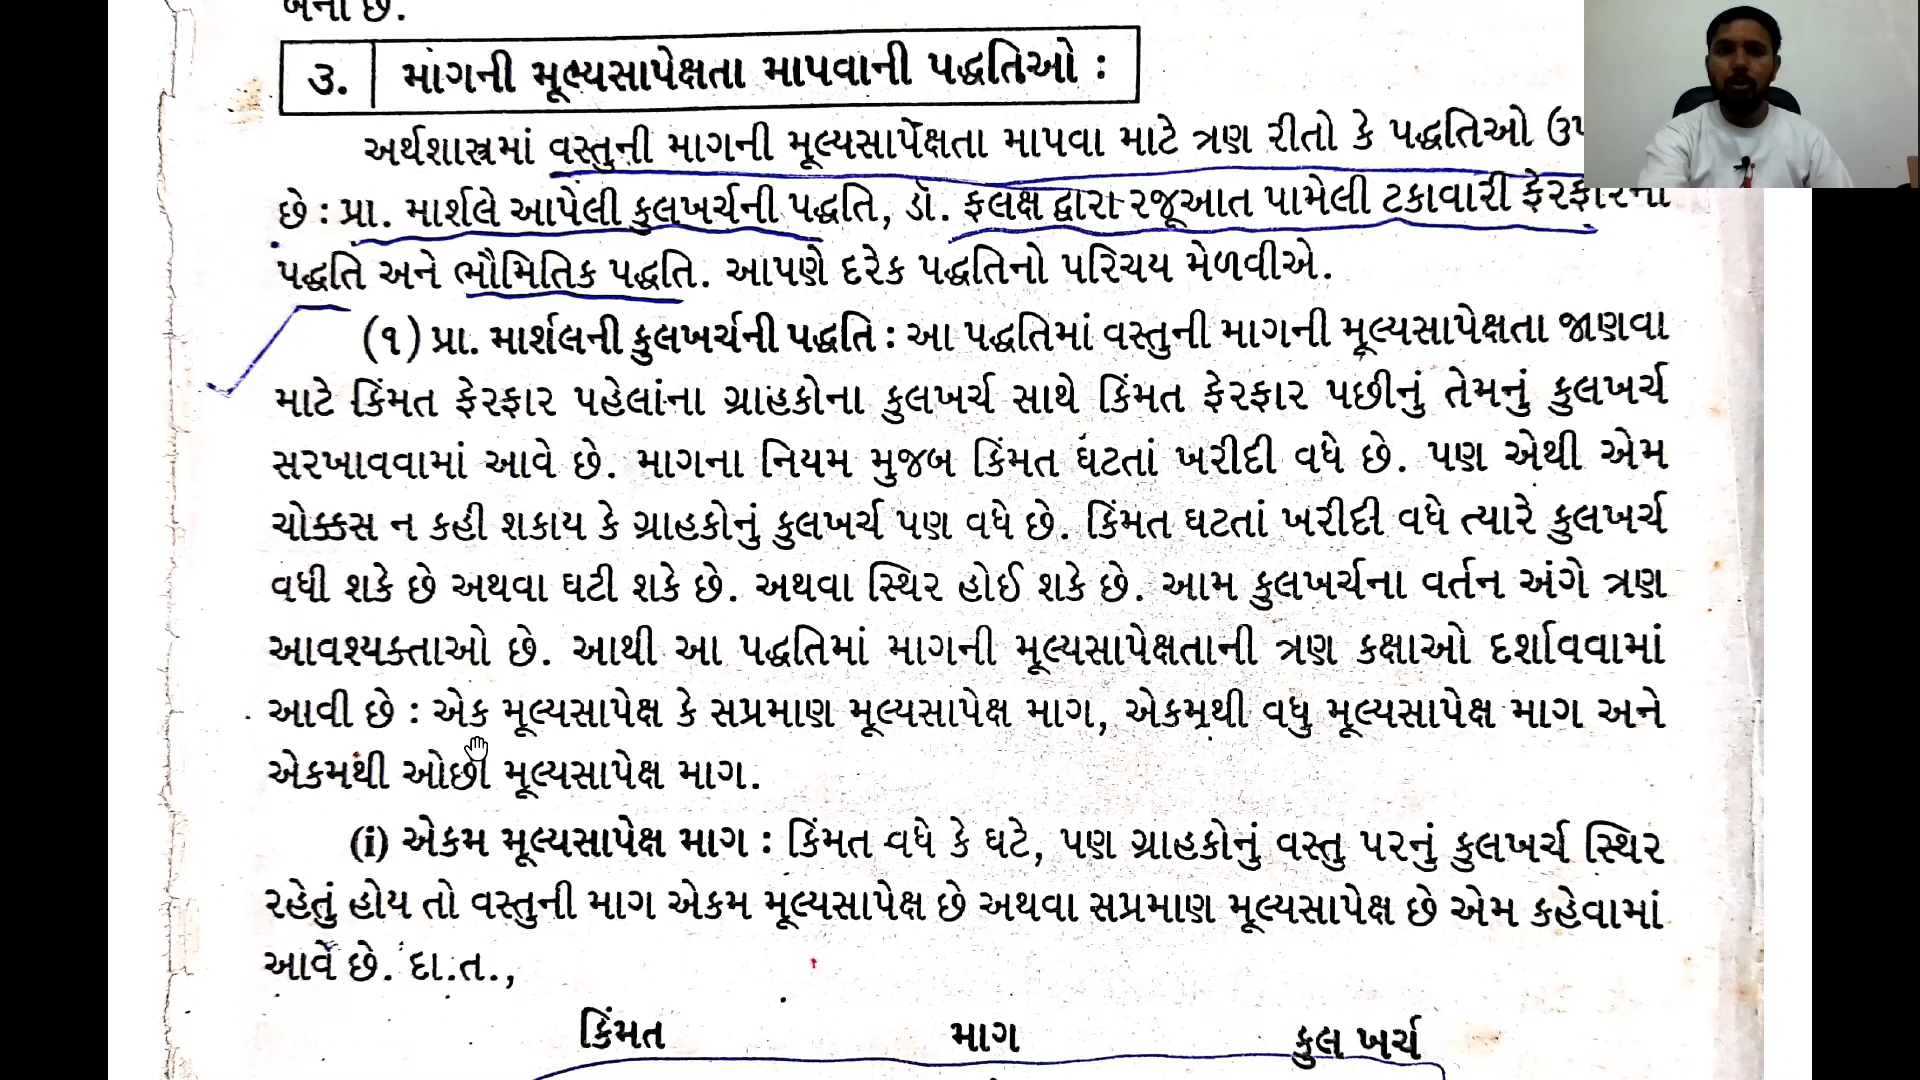 બના છે.
૩. માંગની મૂલ્યસાપેક્ષતા માપવાની પદ્ધતિઓ :
અર્થશાસ્ત્રમાં વસ્તુની માગની મૂલ્યસાપેક્ષતા માપવા માટે ત્રણ રીતો કે પદ્ધતિઓ
છે : પ્રા. માર્શલે આપેલી કુલખર્ચની પદ્ધતિ, ડૉ. ફલક્ષ દ્વારા રજૂઆત પામેલી ટકાવારી ફેરફારની
પદ્ધતિ અને ભૌમિતિક પદ્ધતિ. આપણે દરેક પદ્ધતિનો પરિચય મેળવીએ.
(૧) પ્રા. માર્શલની કુલખર્ચની પદ્ધતિ : આ પદ્ધતિમાં વસ્તુની માગની મૂલ્યસાપેક્ષતા જાણવા
માટે કિંમત ફેરફાર પહેલાંના ગ્રાહકોના કુલખર્ચ સાથે કિંમત ફેરફાર પછીનું તેમનું કુલખર્ચ
સરખાવવામાં આવે છે. માગના નિયમ મુજબ કિંમત ઘટતાં ખરીદી વધે છે. પણ એથી એમ
ચોક્કસ ન કહી શકાય કે ગ્રાહકોનું કુલખર્ચ પણ વધે છે. કિંમત ઘટતાં ખરીદી વધે ત્યારે કુલખર્ચ
વધી શકે છે અથવા ઘટી શકે છે. અથવા સ્થિર હોઈ શકે છે. આમ કુલખર્ચના વર્તન અંગે ત્રણ
આવશ્યક્તાઓ છે. આથી આ પદ્ધતિમાં માગની મૂલ્યસાપેક્ષતાની ત્રણ કક્ષાઓ દર્શાવવામાં
આવી છે : એક મૂલ્યસાપેક્ષ કે સપ્રમાણ મૂલ્યસાપેક્ષ માગ, એકમથી વધુ મૂલ્યસાપેક્ષ માગ અને
એકમથી ઓછી મૂલ્યસાપેક્ષ માગ.
(i) એકમ મૂલ્યસાપેક્ષ માગ : કિંમત વધે કે ઘટે, પણ ગ્રાહકોનું વસ્તુ પરનું કુલખર્ચ સ્થિર
રહેતું હોય તો વસ્તુની માગ એકમ મૂલ્યસાપેક્ષ છે અથવા સપ્રમાણ મૂલ્યસાપેક્ષ છે એમ કહેવામાં
આવે છે. દા.ત.,
કિંમત માગ કુલ ખર્ચ